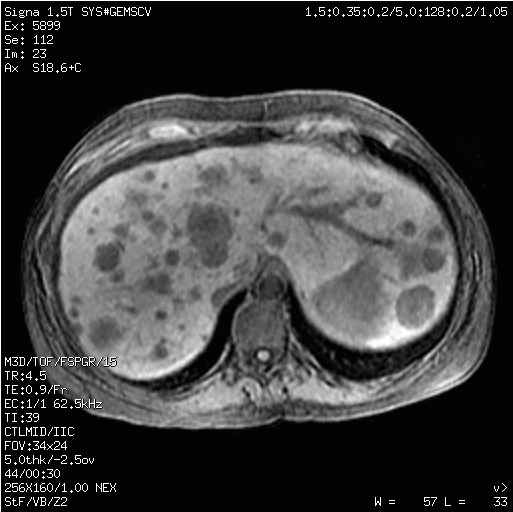 Signa 1.5T SYS#GEMSCV
Ex: 5899
Se: 112
Im: 23
Ax S18.6+C
1.5:0.35:0.2/5.0:128:0.2/1.05
M3D/TOF/FSPGR/15
TR:4.5
TE:0.9/Fr
EC:1/1 62.5kHz
TI:39
CTLMID/IIC
FOV:34x24
5.0thk/-2.5ov
44/00:30
256X160/1.00 NEX
StF/VB/Z2
v>
W = 57 L = 33